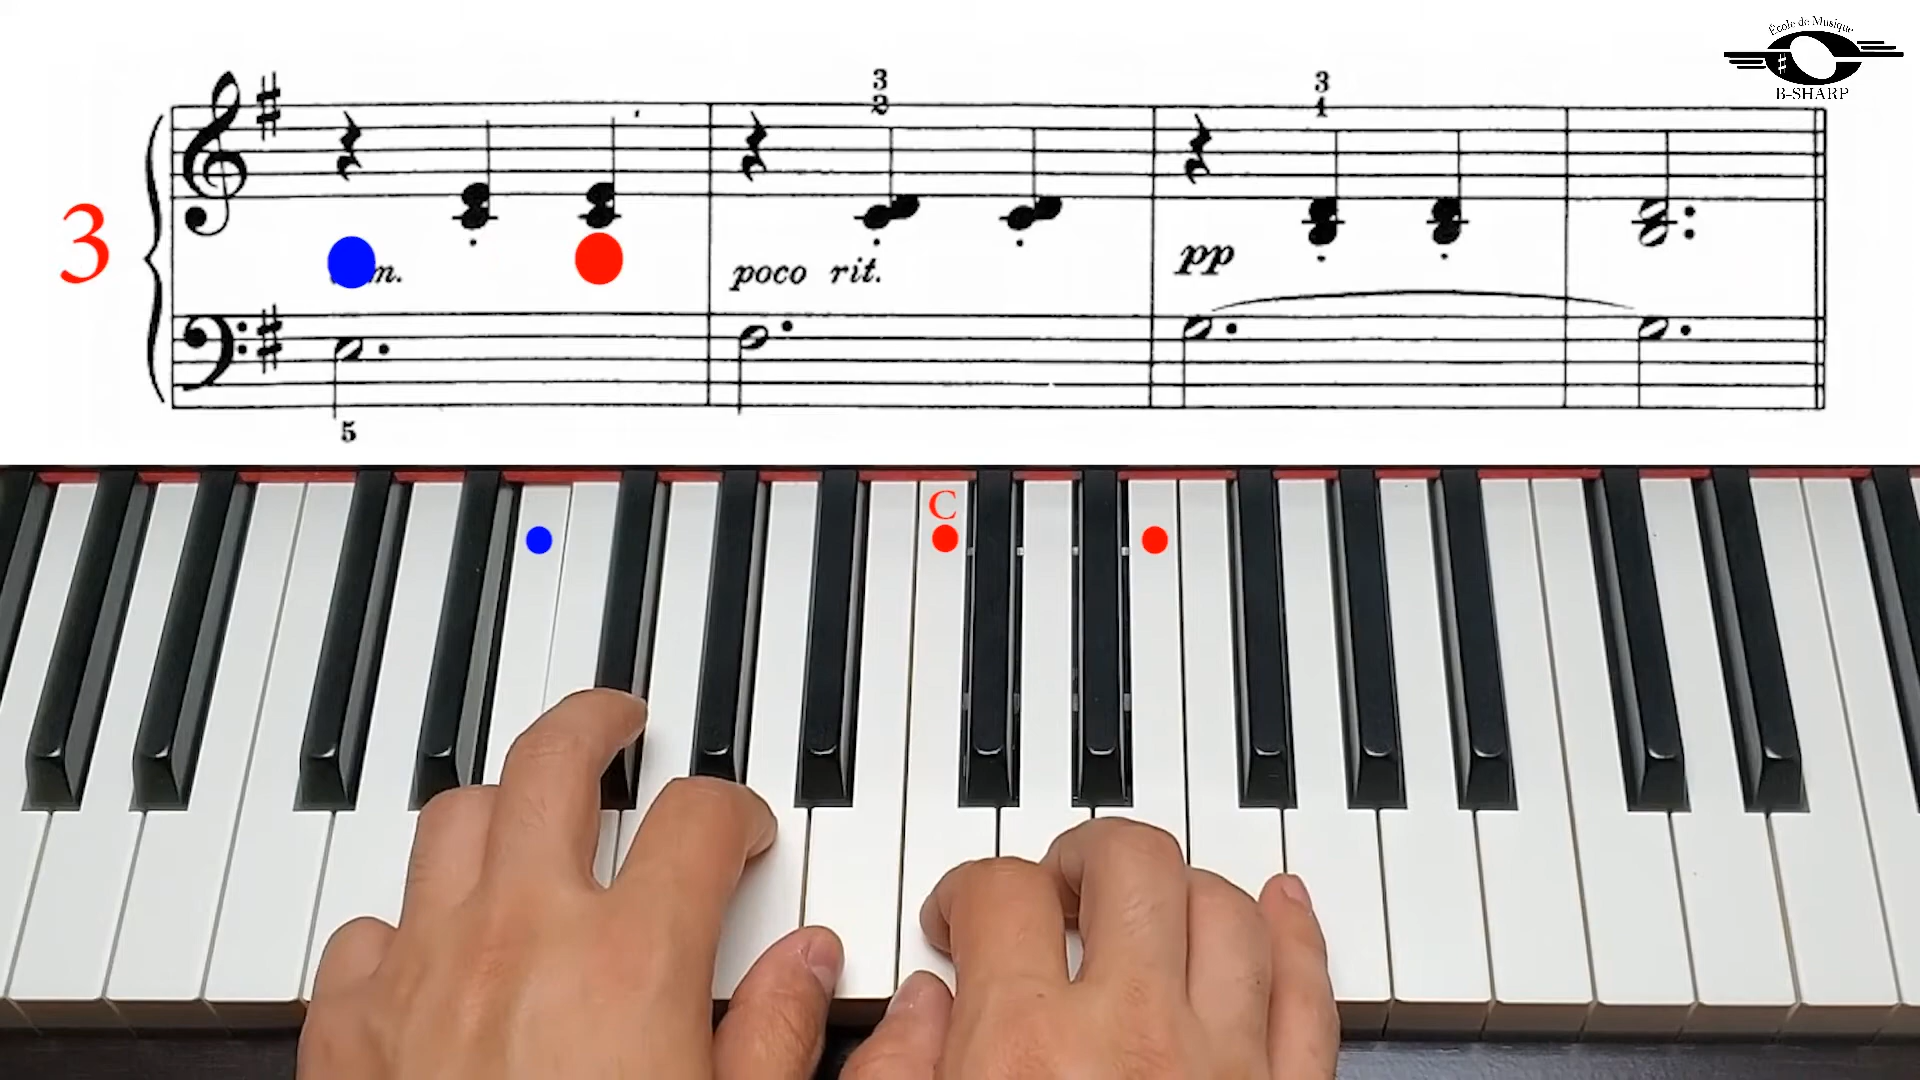 École de Musique
B-SHARP
3
2
3
1
3
m.
poco rit.
pp
5
C